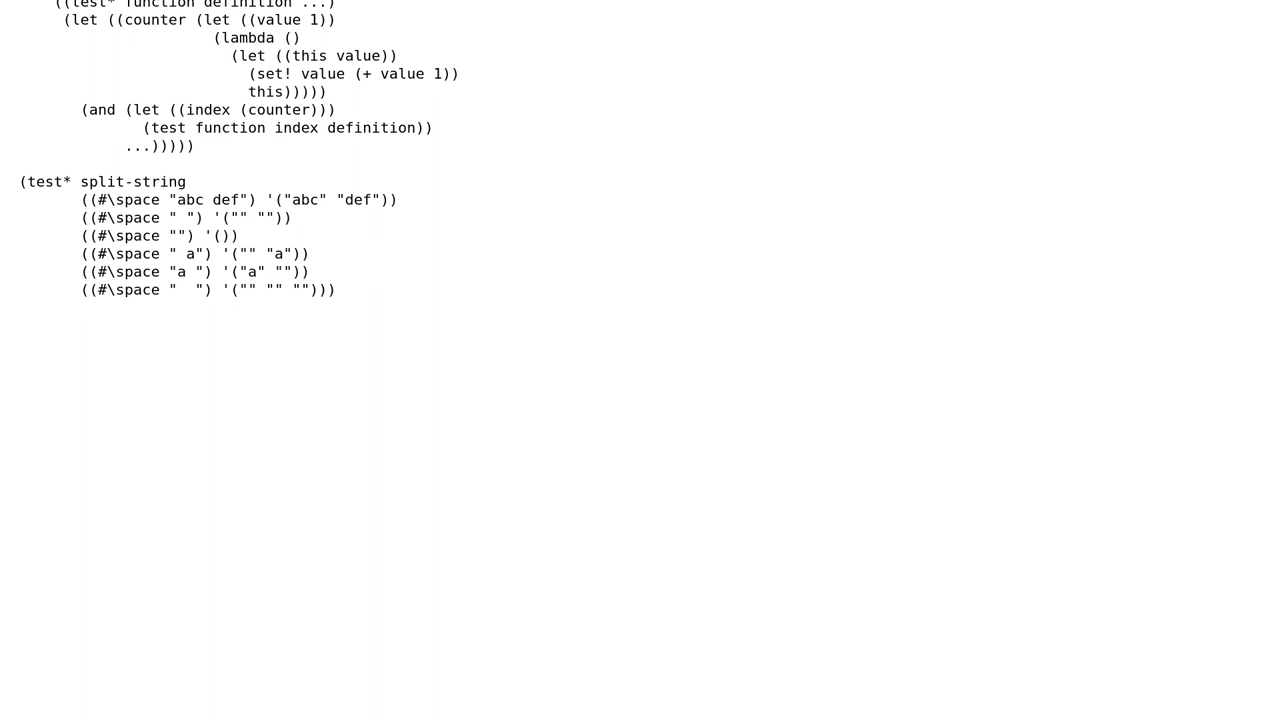 ((test* function definition ...)
(let ((counter (let ((value 1))
(lambda ()
(let ((this value))
(set! value (+ value 1))
this)))))
(and (let ((index (counter)))
(test function index definition))
...)))))
(test* split-string
((#\space "abc def") '("abc" "def"))
((#\space " ") '("" ""))
((#\space "") '())
((#\space " a") '("" "a"))
((#\space "a ") '("a" ""))
((#\space "  ") '("" "" "")))